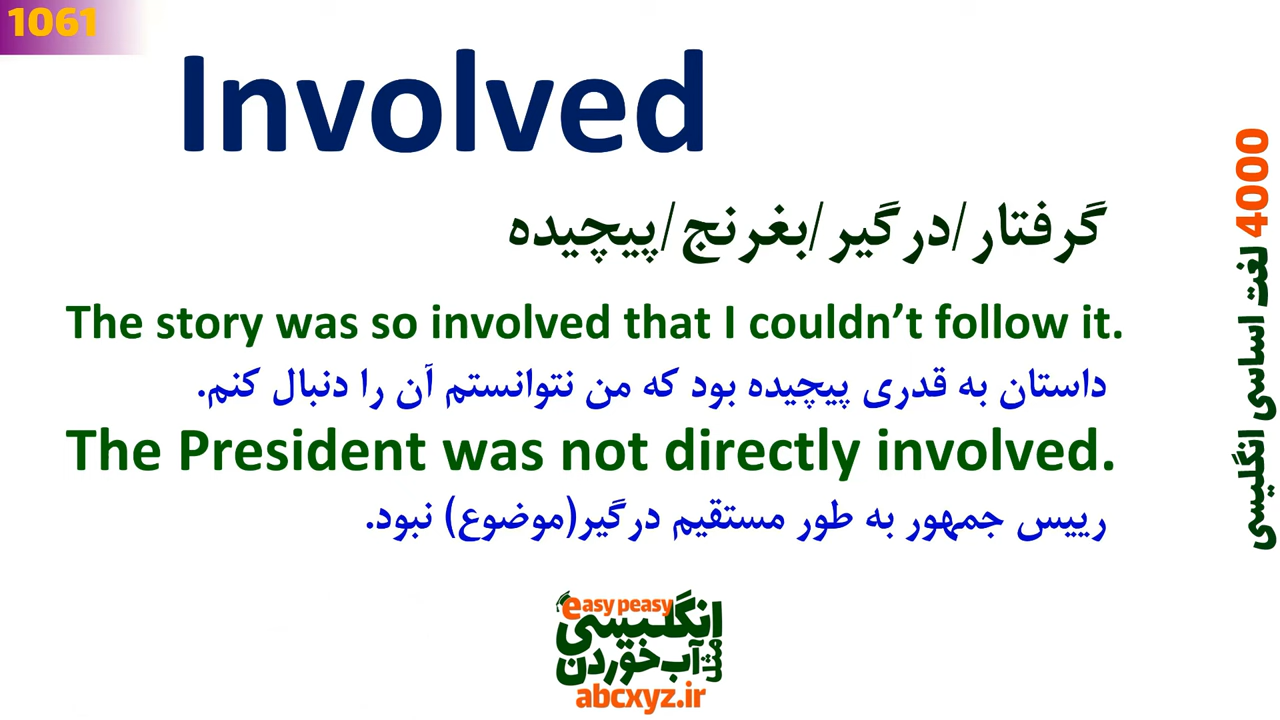 1061
Involved
گرفتار/درگیر/بغرنج/پیچیده
The story was so involved that I couldn’t follow it.
داستان به قدری پیچیده بود که من نتوانستم آن را دنبال کنم.
The President was not directly involved.
رییس جمهور به طور مستقیم درگیر(موضوع) نبود.
4000 لغت اساسی انگلیسی
easy peasy
انگلیسی
مثل آب خوردن
abcxyz.ir